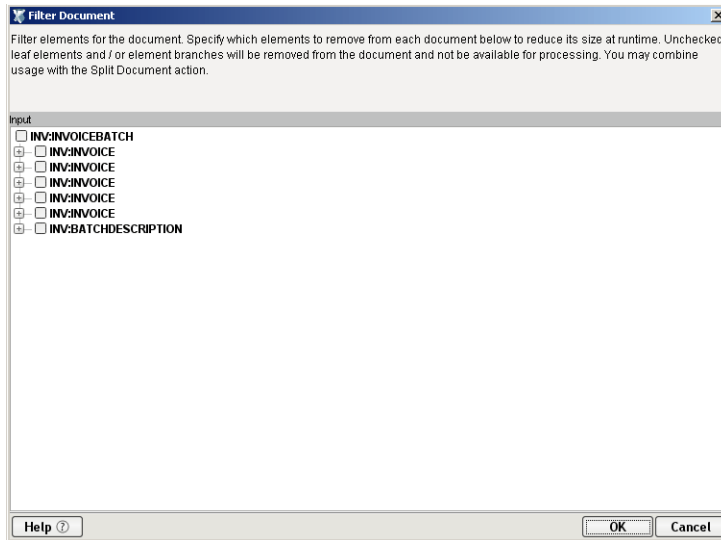 Filter Document
Filter elements for the document. Specify which elements to remove from each document below to reduce its size at runtime. Unchecked
leaf elements and / or element branches will be removed from the document and not be available for processing. You may combine
usage with the Split Document action.
Input
INV:INVOICEBATCH
INV:INVOICE
INV:INVOICE
INV:INVOICE
INV:INVOICE
INV:INVOICE
INV:BATCHDESCRIPTION
Help ? OK Cancel